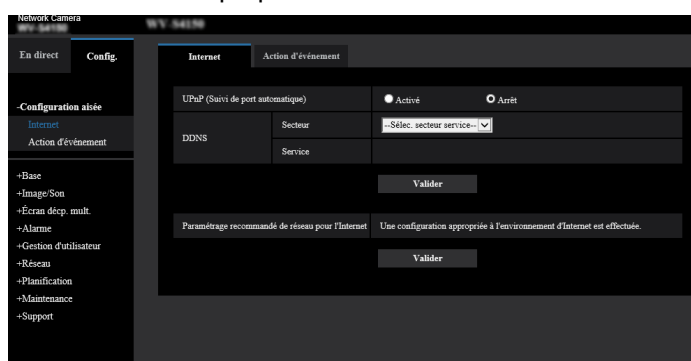 Network Camera
WV-S4150
En direct
Config.
Internet
Action d'événement
-Configuration aisée
Internet
Action d'événement
+Base
+Image/Son
+Écran décp. mult.
+Alarme
+Gestion d'utilisateur
+Réseau
+Planification
+Maintenance
+Support
UPnP (Suivi de port automatique)
Activé
Arrêt
DDNS
Secteur
--Sélec. secteur service--
Service
Valider
Paramétrage recommandé de réseau pour l'Internet
Une configuration appropriée à l'environnement d'Internet est effectuée.
Valider